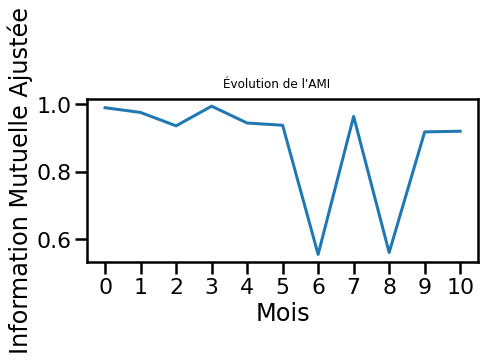 Évolution de l'AMI
Information Mutuelle Ajustée
1.0
0.8
0.6
0 1 2 3 4 5 6 7 8 9 10
Mois